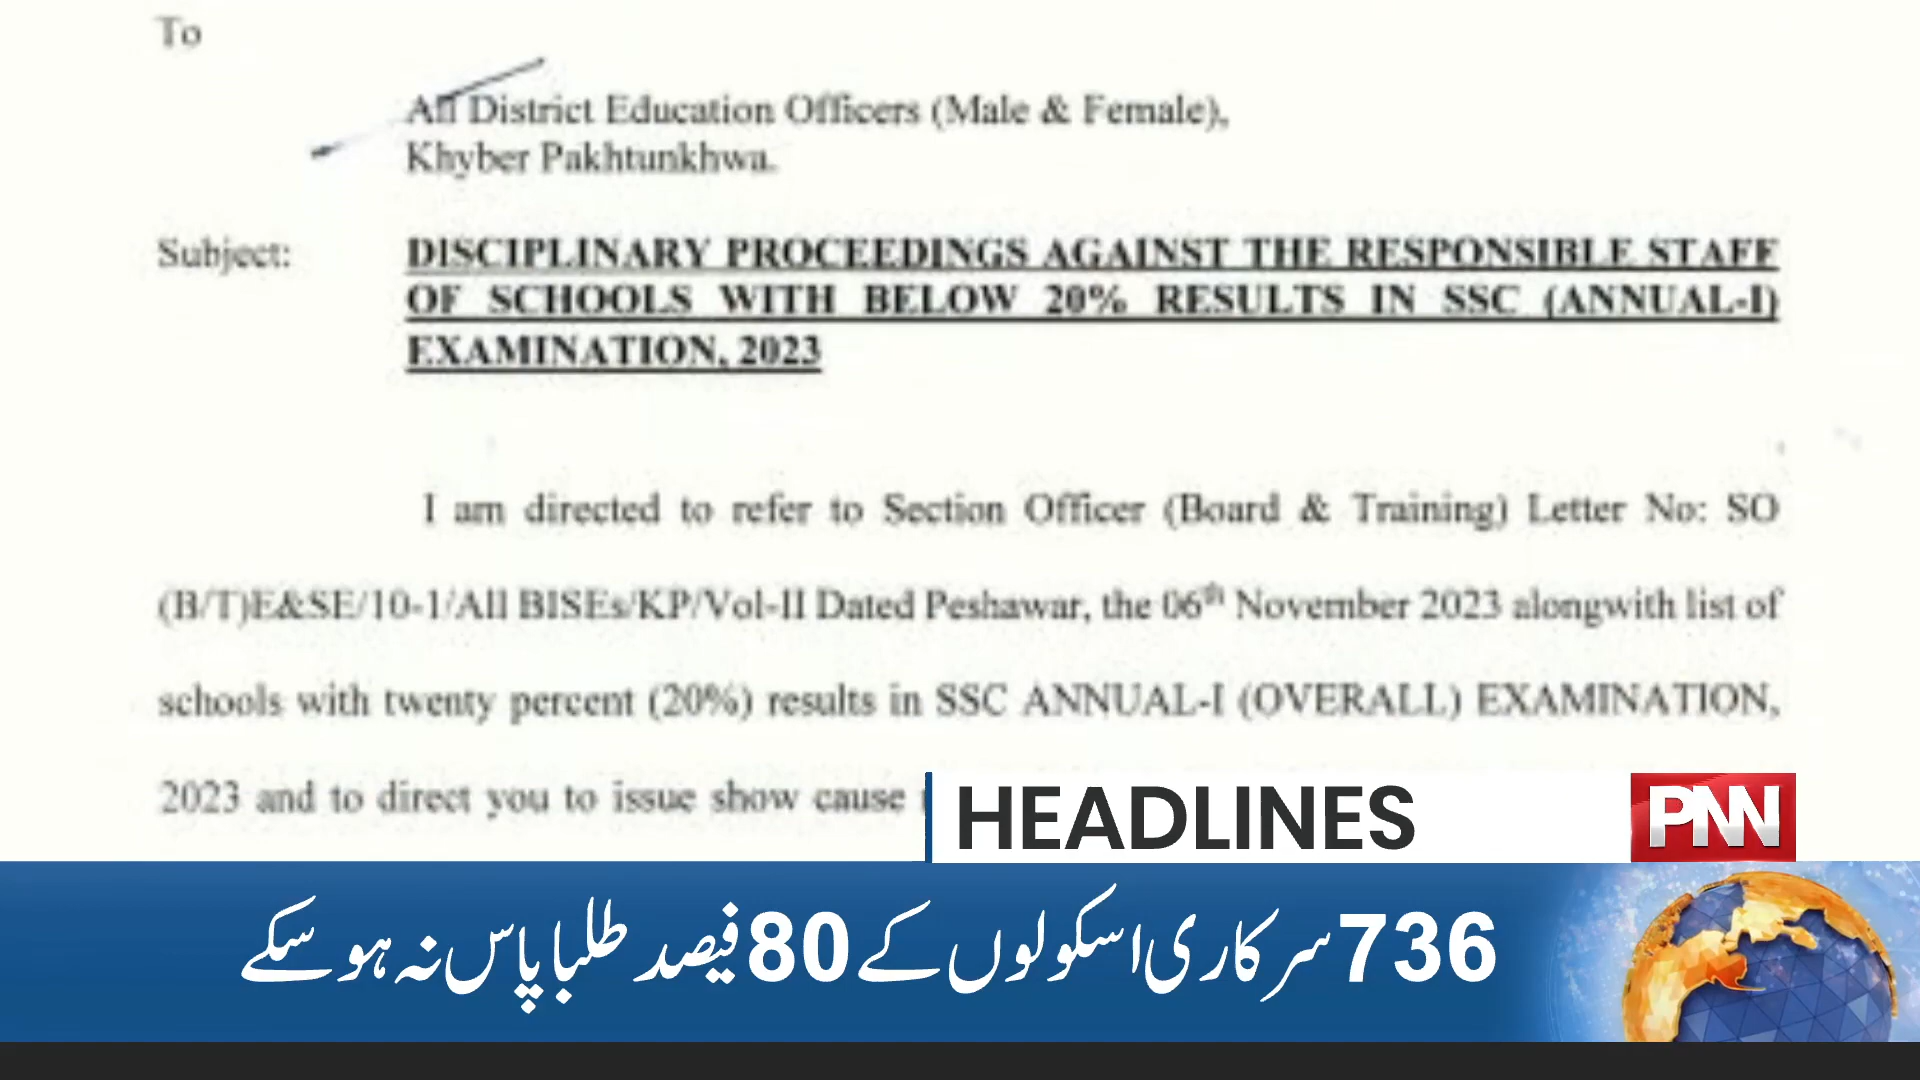 To
All District Education Officers (Male & Female),
Khyber Pakhtunkhwa.
Subject: DISCIPLINARY PROCEEDINGS AGAINST THE RESPONSIBLE STAFF
OF SCHOOLS WITH BELOW 20% RESULTS IN SSC (ANNUAL-I)
EXAMINATION, 2023
I am directed to refer to Section Officer (Board & Training) Letter No: SO
(B/T)E&SE/10-1/All BISEs/KP/Vol-II Dated Peshawar, the 06th November 2023 alongwith list of
schools with twenty percent (20%) results in SSC ANNUAL-I (OVERALL) EXAMINATION,
2023 and to direct you to issue show cause
HEADLINES
PNN
736 سرکاری اسکولوں کے 80 فیصد طلبا پاس نہ ہو سکے